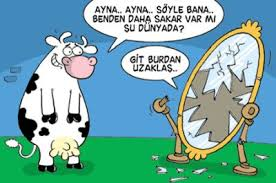 AYNA.. AYNA.. SÖYLE BANA..
BENDEN DAHA SAKAR VAR MI
ŞU DÜNYADA?
GİT BURDAN
UZAKLAŞ..